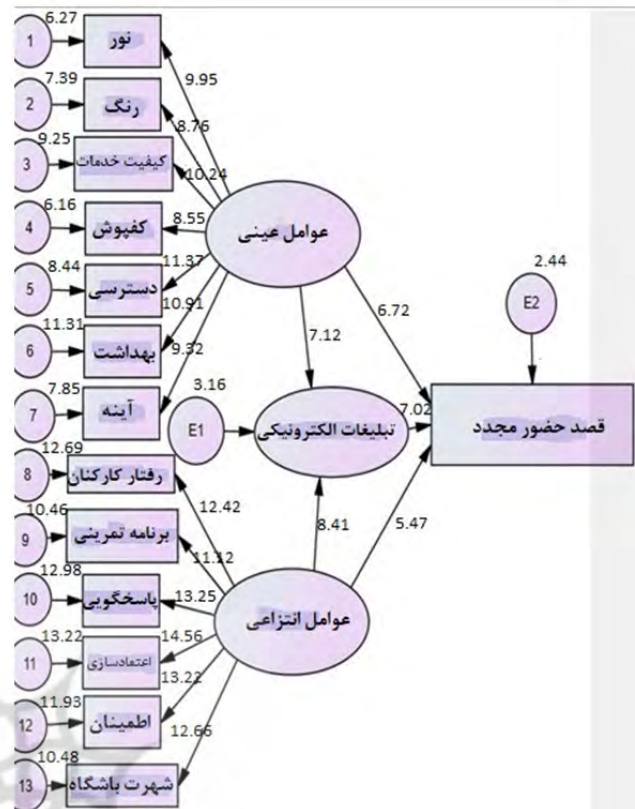 6.27
1
نور
9.95
7.39
2
رنگ
8.76
9.25
3
کیفیت خدمات
10.24
6.16
4
کفپوش
8.55
عوامل عینی
8.44
5
دسترسی
11.37
11.31
6
بهداشت
10.91
7.85
7
آینه
9.32
7.12
6.72
2.44
E2
3.16
E1
تبلیغات الکترونیکی
7.02
قصد حضور مجدد
12.69
8
رفتار کارکنان
12.42
8.41
5.47
10.46
9
برنامه تمرینی
11.12
12.98
10
پاسخگویی
13.25
عوامل انتزاعی
13.22
11
اعتمادسازی
14.56
11.93
12
اطمینان
13.22
10.48
13
شهرت باشگاه
12.66